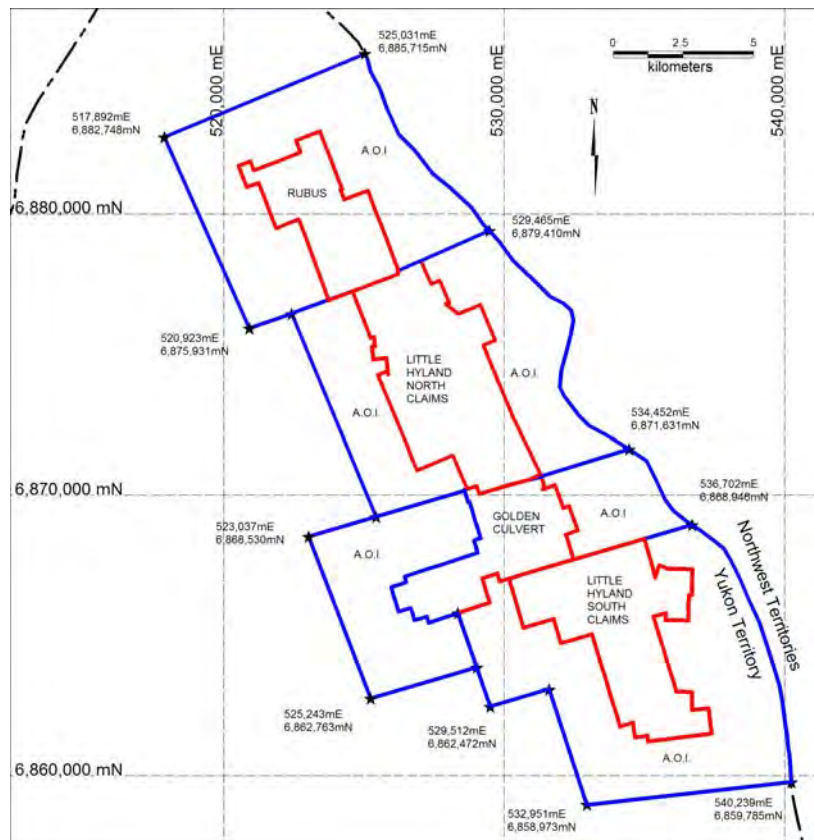 525,031mE
6,885,715mN
520,000 mE
530,000 mE
540,000 mE
0 2.5 5
kilometers
N
517,892mE
6,882,748mN
A.O.I
RUBUS
6,880,000 mN
529,465mE
6,879,410mN
520,923mE
6,875,931mN
LITTLE
HYLAND
NORTH
CLAIMS
A.O.I.
A.O.I.
534,452mE
6,871,631mN
6,870,000 mN
536,702mE
6,868,946mN
523,037mE
6,868,530mN
GOLDEN
CULVERT
A.O.I
A.O.I.
Northwest Territories
Yukon Territory
LITTLE
HYLAND
SOUTH
CLAIMS
525,243mE
6,862,763mN
529,512mE
6,862,472mN
A.O.I.
6,860,000 mN
532,951mE
6,858,973mN
540,239mE
6,859,785mN